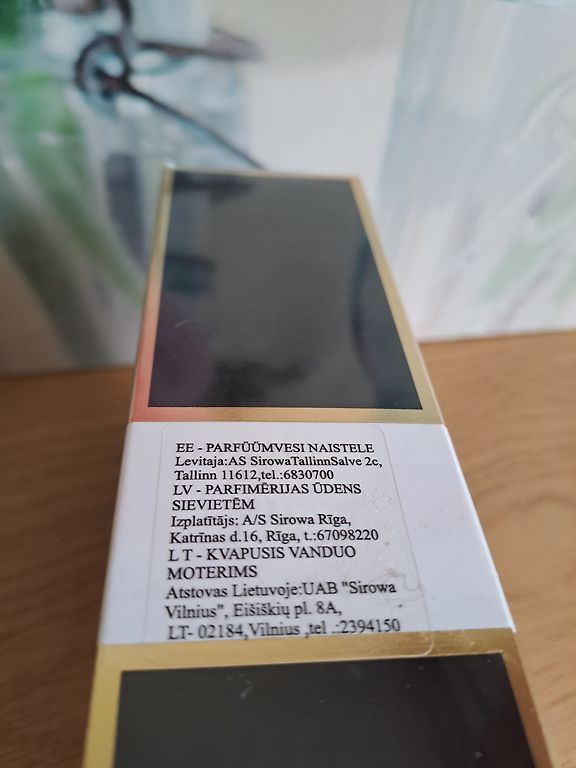 EE - PARFÜÜMVESI NAISTELE
Levitaja:AS SirowaTallinnSalve 2c,
Tallinn 11612,tel.:6830700
LV - PARFIMĒRIJAS ŪDENS
SIEVIETĒM
Izplatītājs: A/S Sirowa Rīga,
Katrīnas d.16, Rīga, t.:67098220
L T - KVAPUSIS VANDUO
MOTERIMS
Atstovas Lietuvoje:UAB "Sirowa
Vilnius", Eišiškių pl. 8A,
LT- 02184,Vilnius ,tel .:2394150